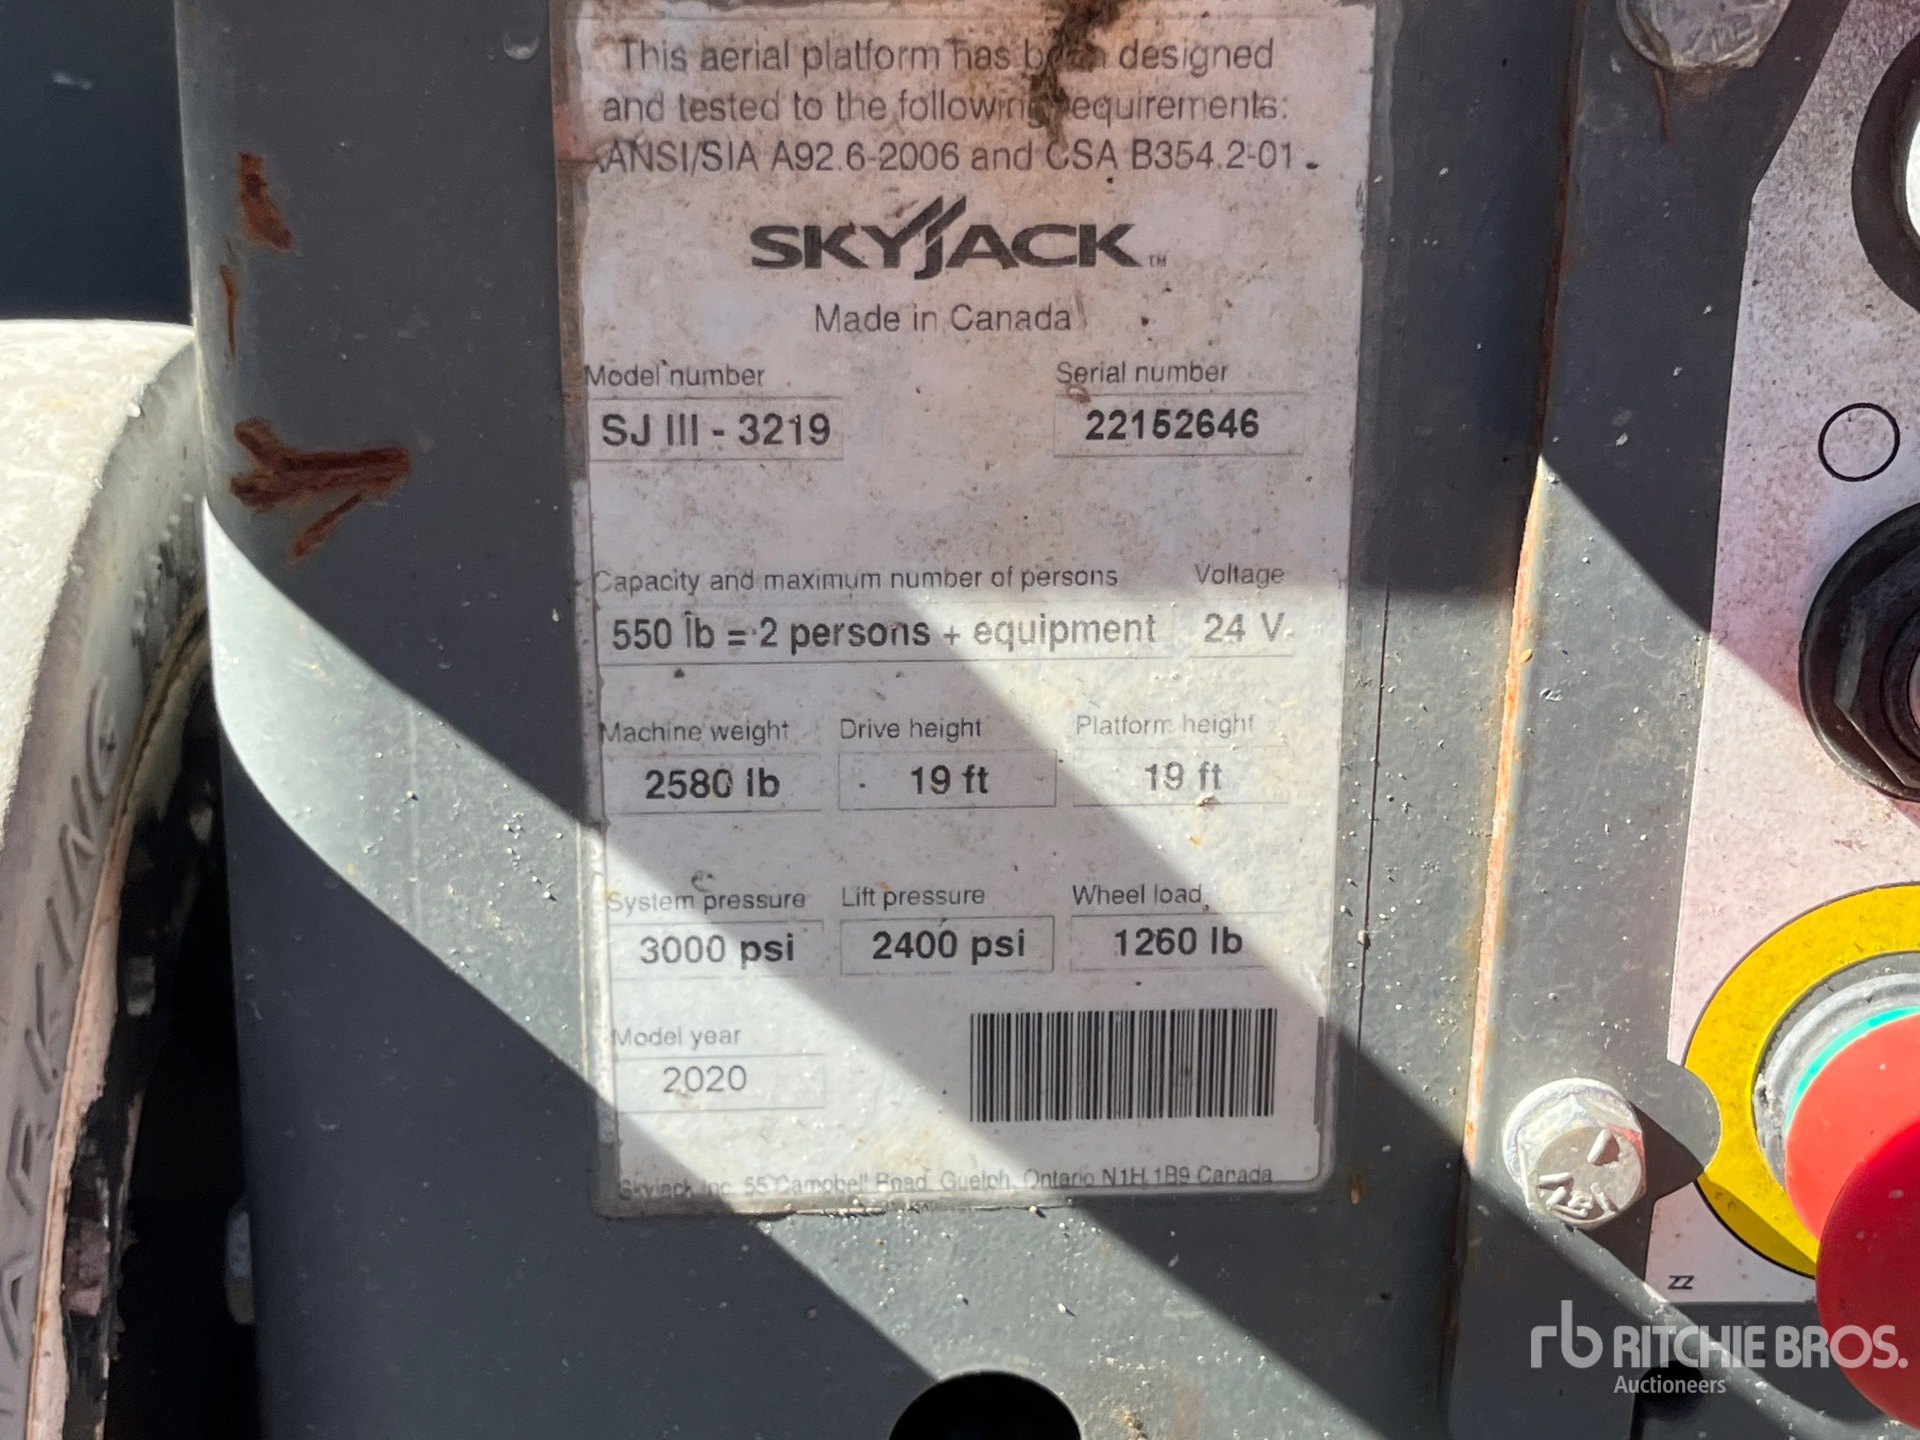 This aerial platform has been designed
and tested to the following requirements:
ANSI/SIA A92.6-2006 and CSA B354.2-01
SKYJACK™
Made in Canada
Model number Serial number
SJ III - 3219 22152646
Capacity and maximum number of persons Voltage
550 lb = 2 persons + equipment 24 V
Machine weight Drive height Platform height
2580 lb 19 ft 19 ft
System pressure Lift pressure Wheel load
3000 psi 2400 psi 1260 lb
Model year
2020
Skyjack Inc. 55 Campbell Road, Guelph, Ontario N1H 1B9 Canada
ZZ
rb RITCHIE BROS.
Auctioneers